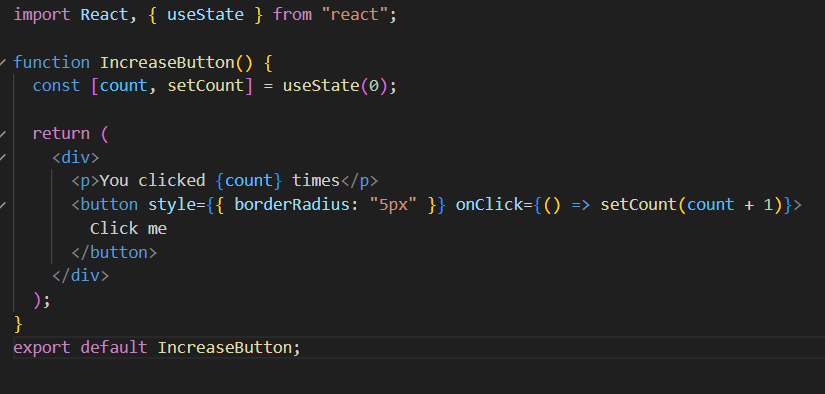 import React, { useState } from "react";
function IncreaseButton() {
const [count, setCount] = useState(0);
return (
<div>
<p>You clicked {count} times</p>
<button style={{ borderRadius: "5px" }} onClick={() => setCount(count + 1)}>
Click me
</button>
</div>
);
}
export default IncreaseButton;